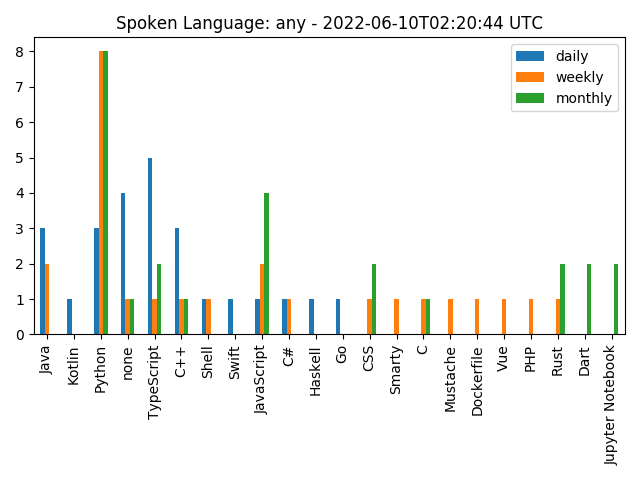 Spoken Language: any - 2022-06-10T02:20:44 UTC
daily
weekly
monthly
8
7
6
5
4
3
2
1
0
Java
Kotlin
Python
none
TypeScript
C++
Shell
Swift
JavaScript
C#
Haskell
Go
CSS
Smarty
C
Mustache
Dockerfile
Vue
PHP
Rust
Dart
Jupyter Notebook